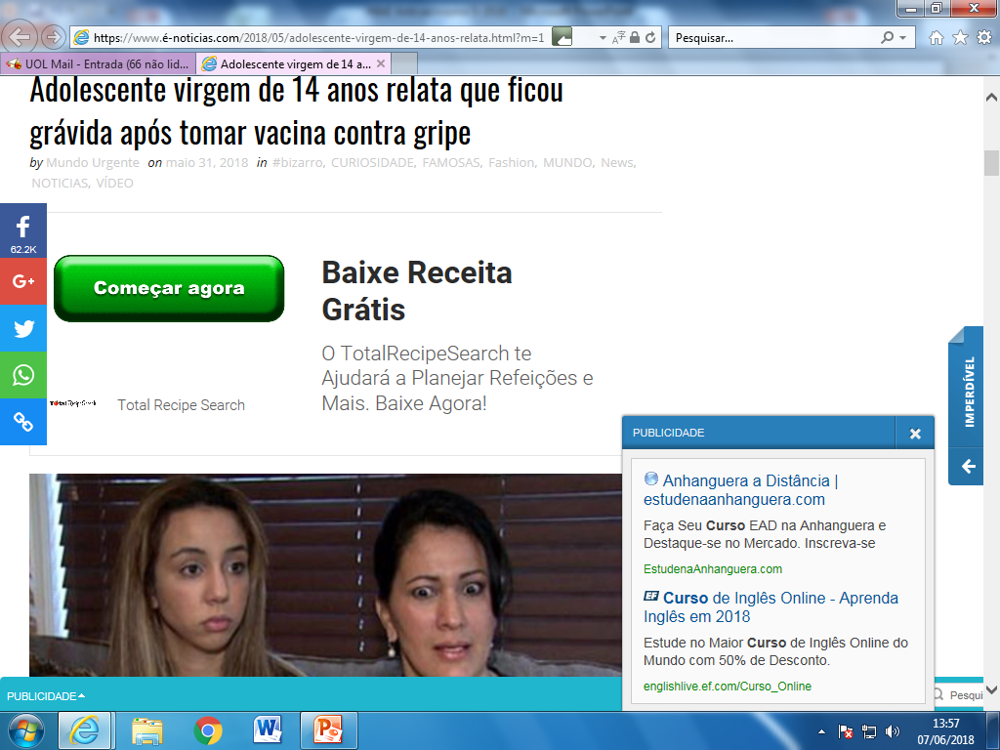 https://www.é-noticias.com/2018/05/adolescente-virgem-de-14-anos-relata.html?m=1
Pesquisar...
UOL Mail - Entrada (66 não lid...
Adolescente virgem de 14 a...
Adolescente virgem de 14 anos relata que ficou
grávida após tomar vacina contra gripe
by Mundo Urgente on maio 31, 2018 in #bizarro, CURIOSIDADE, FAMOSAS, Fashion, MUNDO, News,
NOTICIAS, VÍDEO
62.2K
G+
Começar agora
Baixe Receita
Grátis
O TotalRecipeSearch te
Ajudará a Planejar Refeições e
Mais. Baixe Agora!
Total Recipe Search
IMPERDÍVEL
PUBLICIDADE
Anhanguera a Distância |
estudenaanhanguera.com
Faça Seu Curso EAD na Anhanguera e
Destaque-se no Mercado. Inscreva-se
EstudenaAnhanguera.com
Curso de Inglês Online - Aprenda
Inglês em 2018
Estude no Maior Curso de Inglês Online do
Mundo com 50% de Desconto.
englishlive.ef.com/Curso_Online
PUBLICIDADE
Pesqui
13:57
07/06/2018